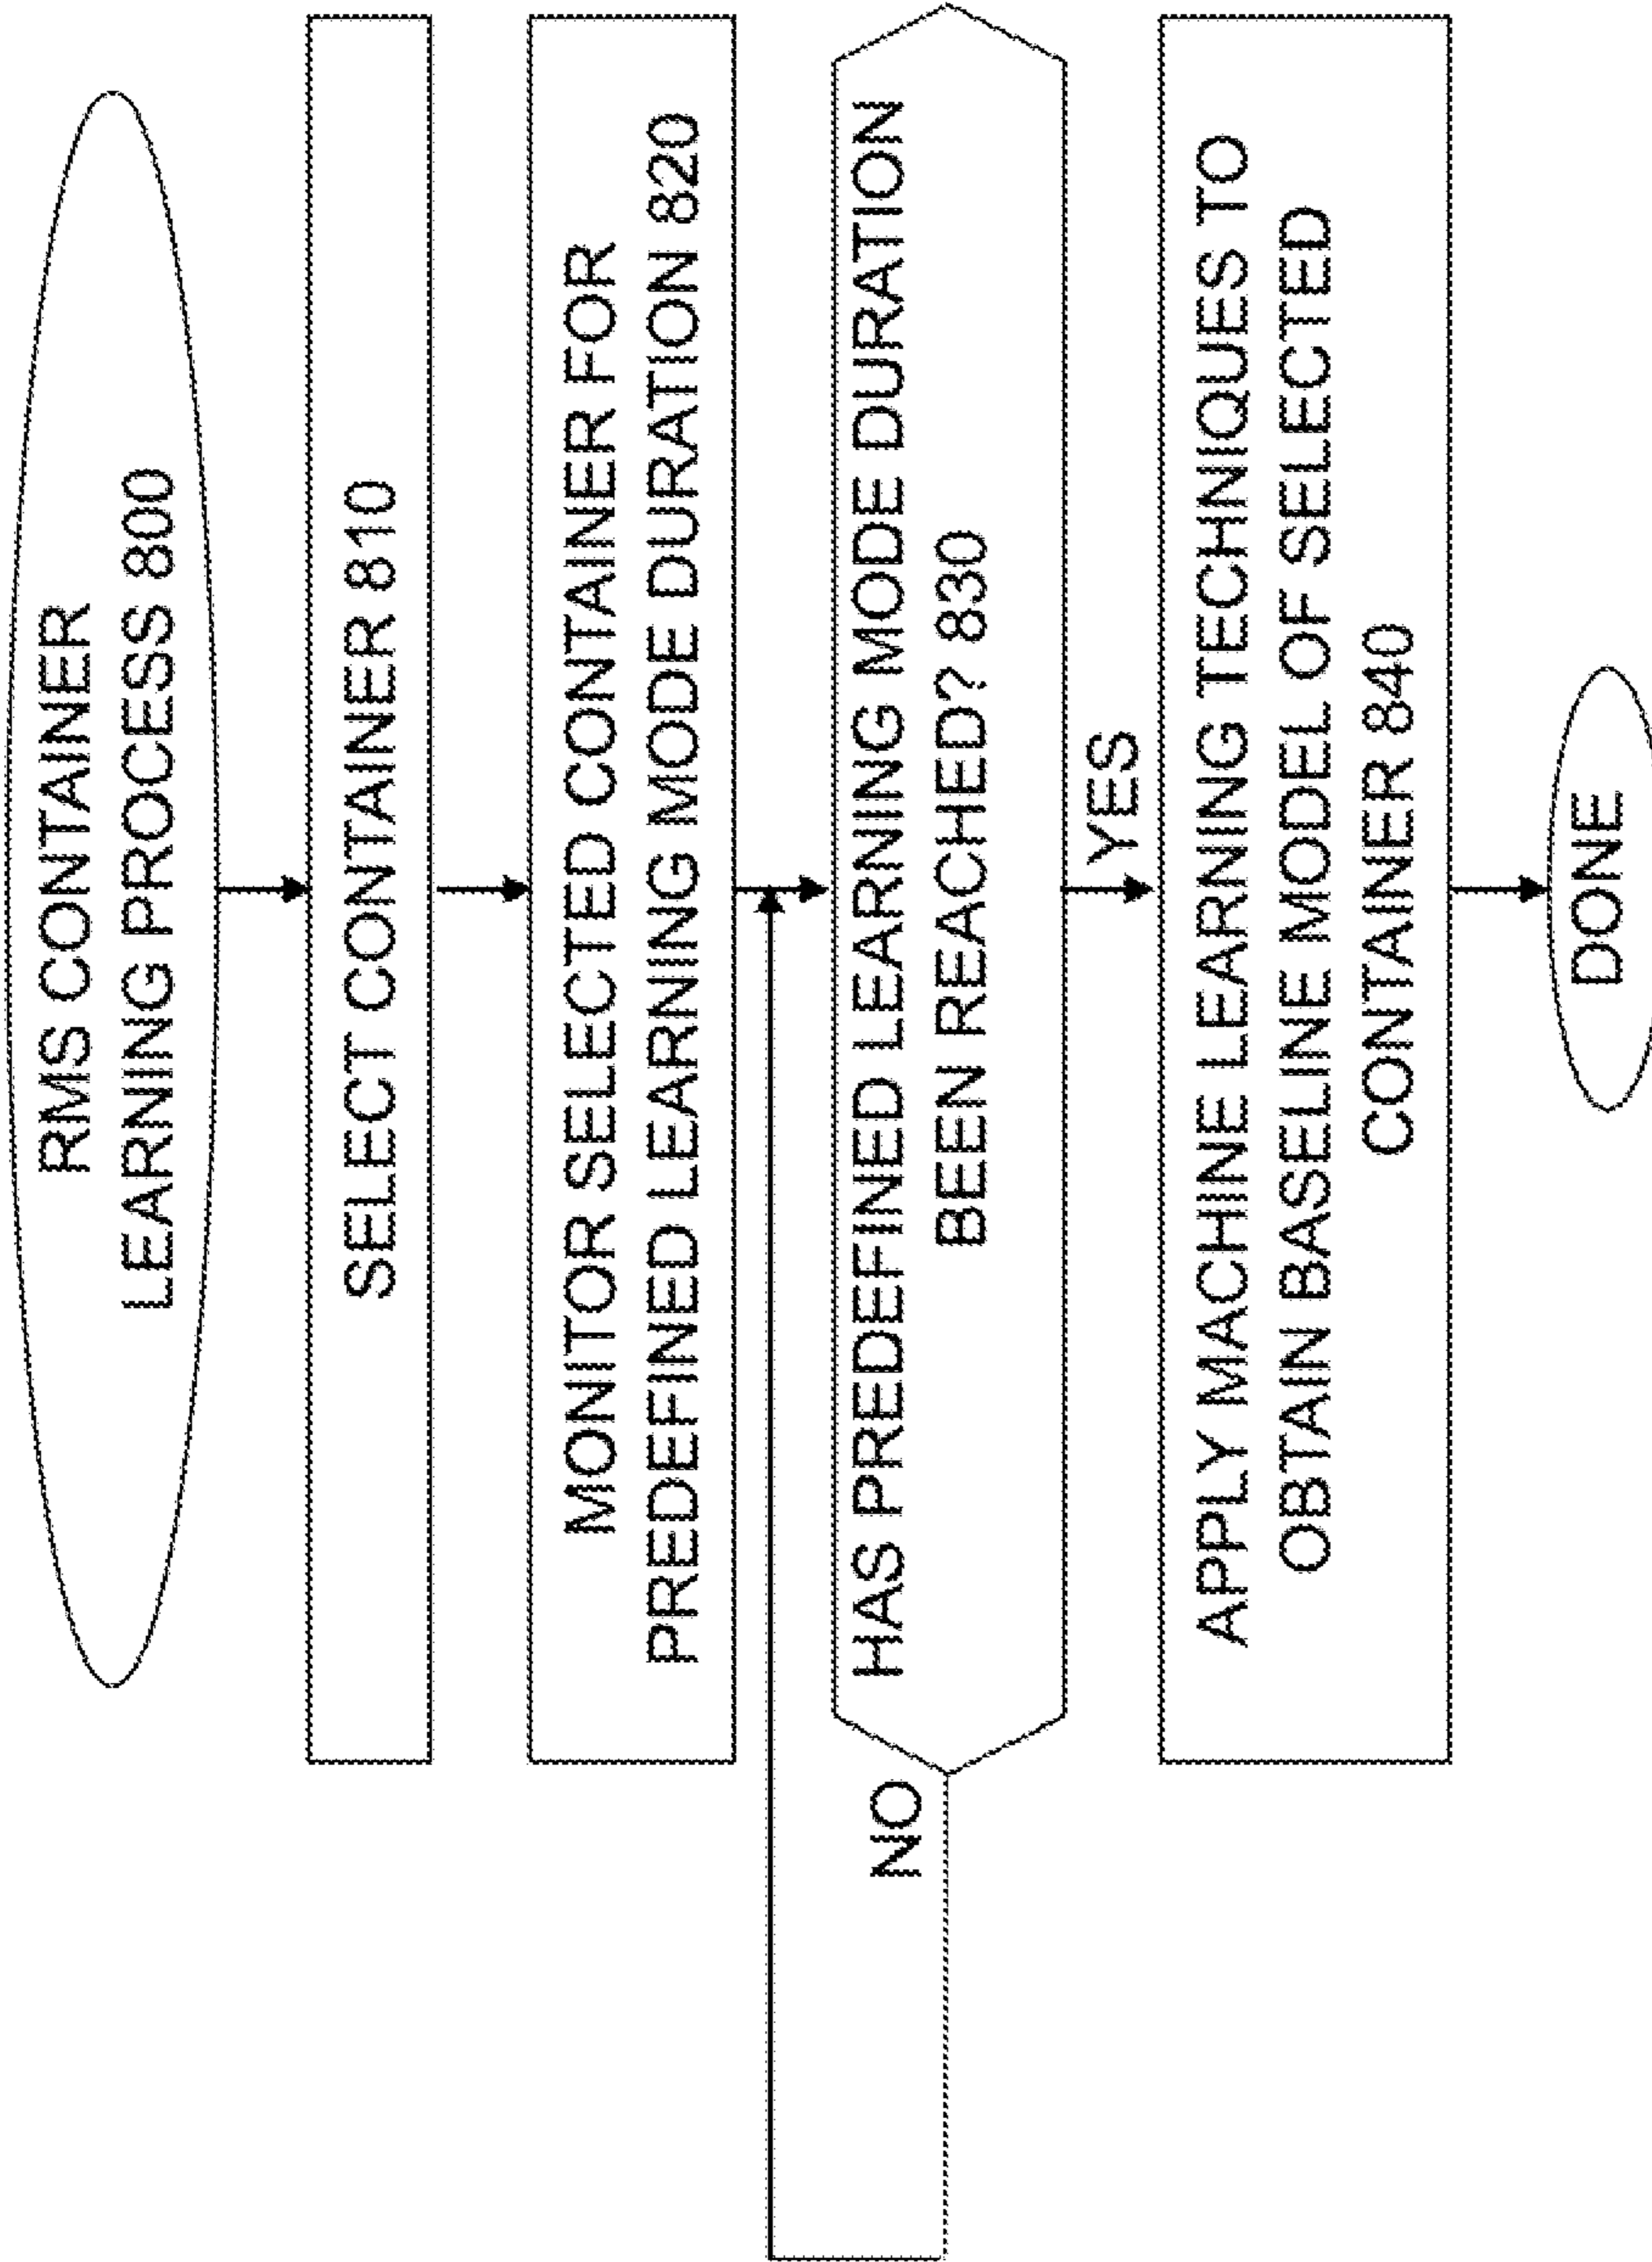 RMS CONTAINER
LEARNING PROCESS 800
SELECT CONTAINER 810
MONITOR SELECTED CONTAINER FOR
PREDEFINED LEARNING MODE DURATION 820
HAS PREDEFINED LEARNING MODE DURATION
BEEN REACHED? 830
NO
YES
APPLY MACHINE LEARNING TECHNIQUES TO
OBTAIN BASELINE MODEL OF SELECTED
CONTAINER 840
DONE